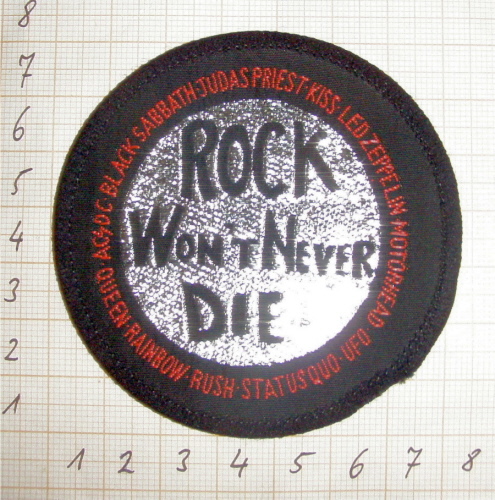 8
7
6
5
4
3
2
1
AC/DC·BLACK·SABBATH·JUDAS PRIEST·KISS·LED ZEPPELIN·MOTÖRHEAD
QUEEN·RAINBOW·RUSH·STATUS QUO·UFO
ROCK
WON'T NEVER
DIE
1 2 3 4 5 6 7 8